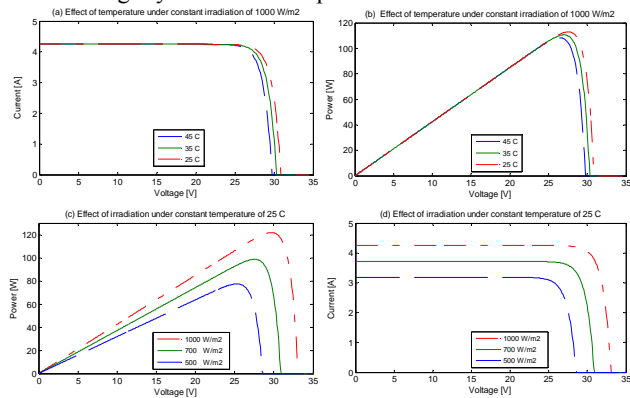 (a) Effect of temperature under constant irradiation of 1000 W/m2
5
4
3
2
1
0
Current [A]
45 C
35 C
25 C
0 5 10 15 20 25 30 35
Voltage [V]
(b) Effect of temperature under constant irradiation of 1000 W/m2
120
100
80
60
40
20
0
Power [W]
45 C
35 C
25 C
0 5 10 15 20 25 30 35
Voltage [V]
(c) Effect of irradiation under constant temperature of 25 C
120
100
80
60
40
20
0
Power [W]
1000 W/m2
700 W/m2
500 W/m2
0 5 10 15 20 25 30 35
Voltage [V]
(d) Effect of irradiation under constant temperature of 25 C
5
4
3
2
1
0
Current [A]
1000 W/m2
700 W/m2
500 W/m2
0 5 10 15 20 25 30 35
Voltage [V]